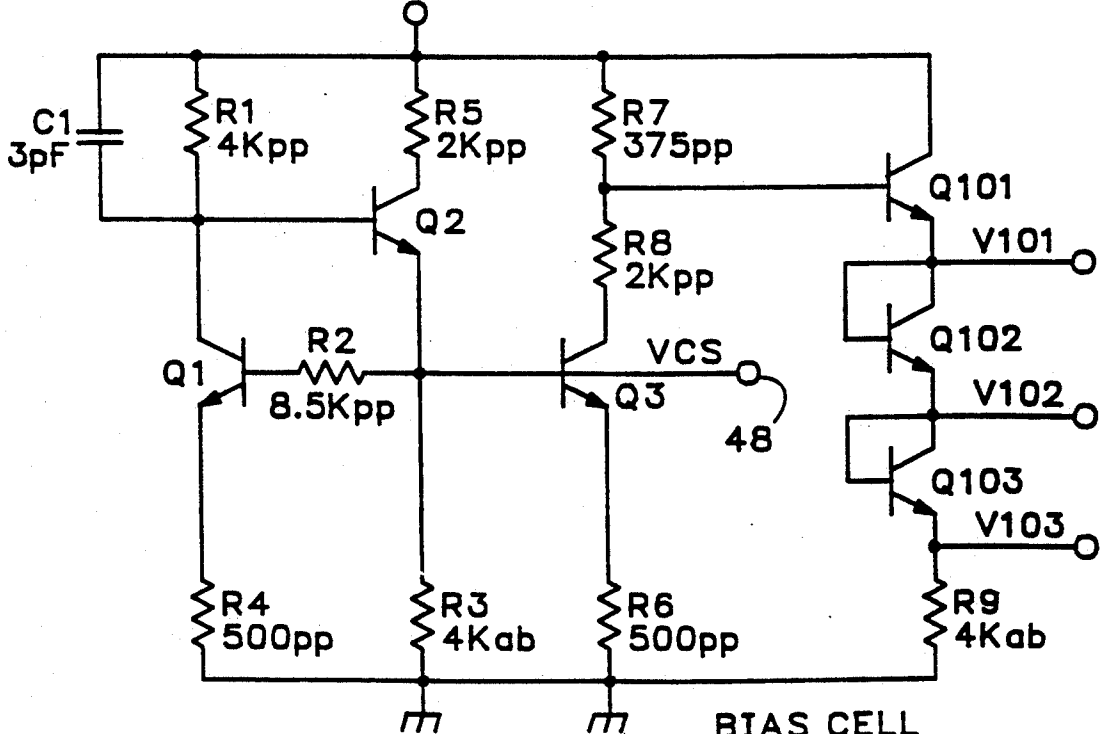 C1
3pF
R1
4Kpp
R5
2Kpp
R7
375pp
Q101
Q2
V101
R8
2Kpp
Q102
R2
Q1
8.5Kpp
VCS
Q3
48
V102
Q103
V103
R4
500pp
R3
4Kab
R6
500pp
R9
4Kab
BIAS CELL